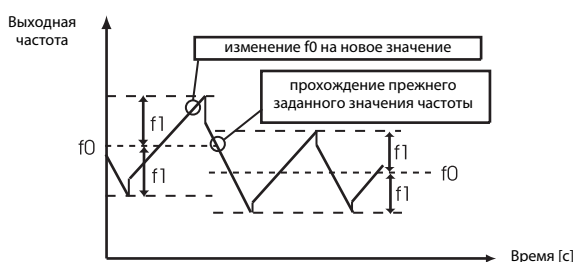 Выходная
частота
изменение f0 на новое значение
прохождение прежнего
заданного значения частоты
f1
f0
f1
f1
f0
f1
Время [с]